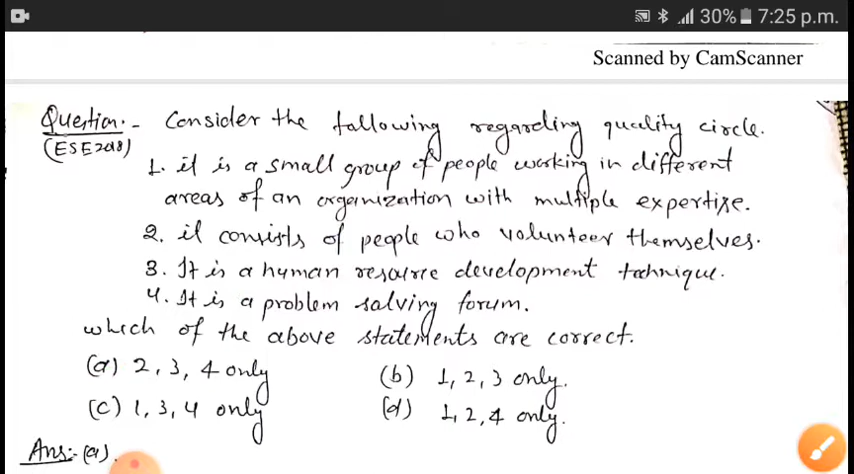 30% 7:25 p.m.
Scanned by CamScanner
Question:- Consider the following regarding quality circle.
(ESE2018)
1. it is a small group of people working in different
areas of an organization with multiple expertize.
2. it consists of people who volunteer themselves.
3. It is a human resource development technique.
4. It is a problem solving forum.
which of the above statements are correct.
(a) 2, 3, 4 only (b) 1, 2, 3 only.
(c) 1, 3, 4 only (d) 1, 2, 4 only.
Ans:- (a).